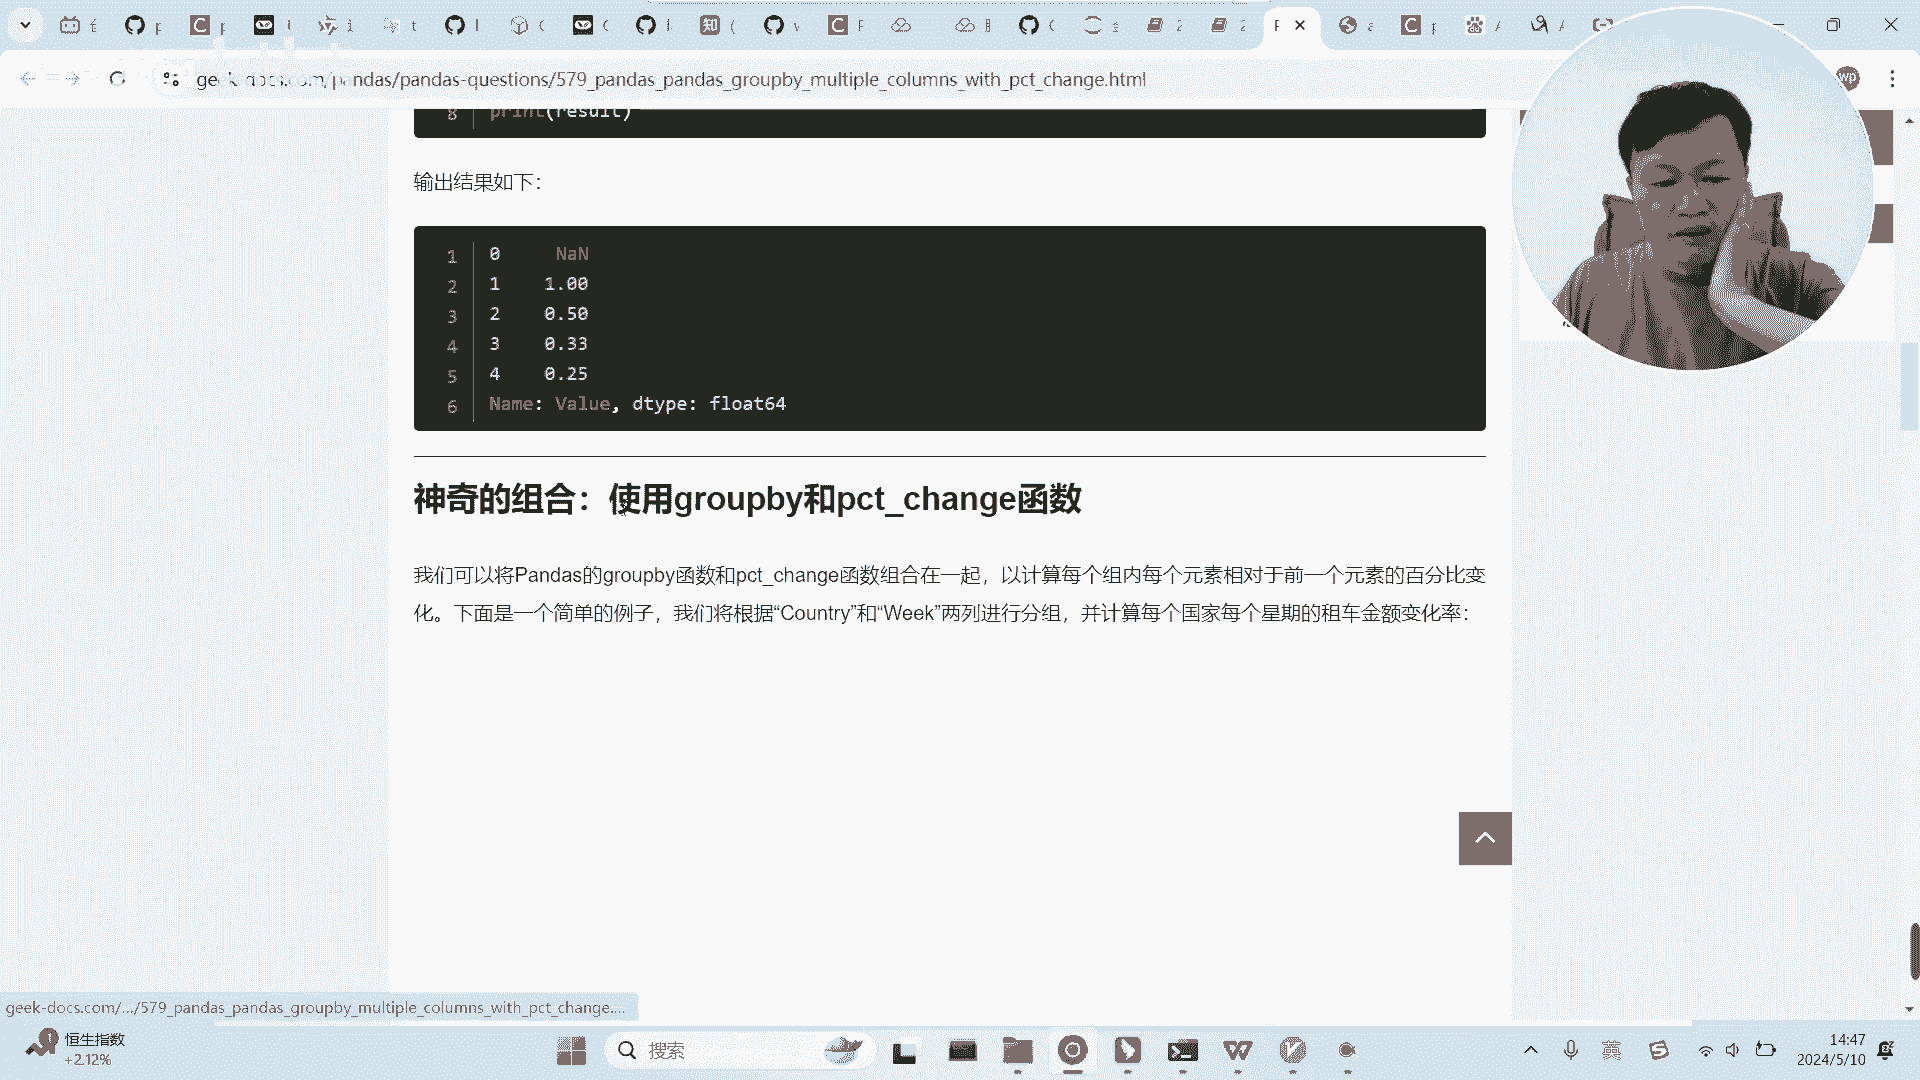 geek-docs.com/pandas/pandas-questions/579_pandas_pandas_groupby_multiple_columns_with_pct_change.html
wp
8 print(result)
输出结果如下：
1 0 NaN
2 1 1.00
3 2 0.50
4 3 0.33
5 4 0.25
6 Name: Value, dtype: float64
神奇的组合：使用groupby和pct_change函数
我们可以将Pandas的groupby函数和pct_change函数组合在一起，以计算每个组内每个元素相对于前一个元素的百分比变
化。下面是一个简单的例子，我们将根据“Country”和“Week”两列进行分组，并计算每个国家每个星期的租车金额变化率：
geek-docs.com/.../579_pandas_pandas_groupby_multiple_columns_with_pct_change....
恒生指数
+2.12%
搜索
英
14:47
2024/5/10